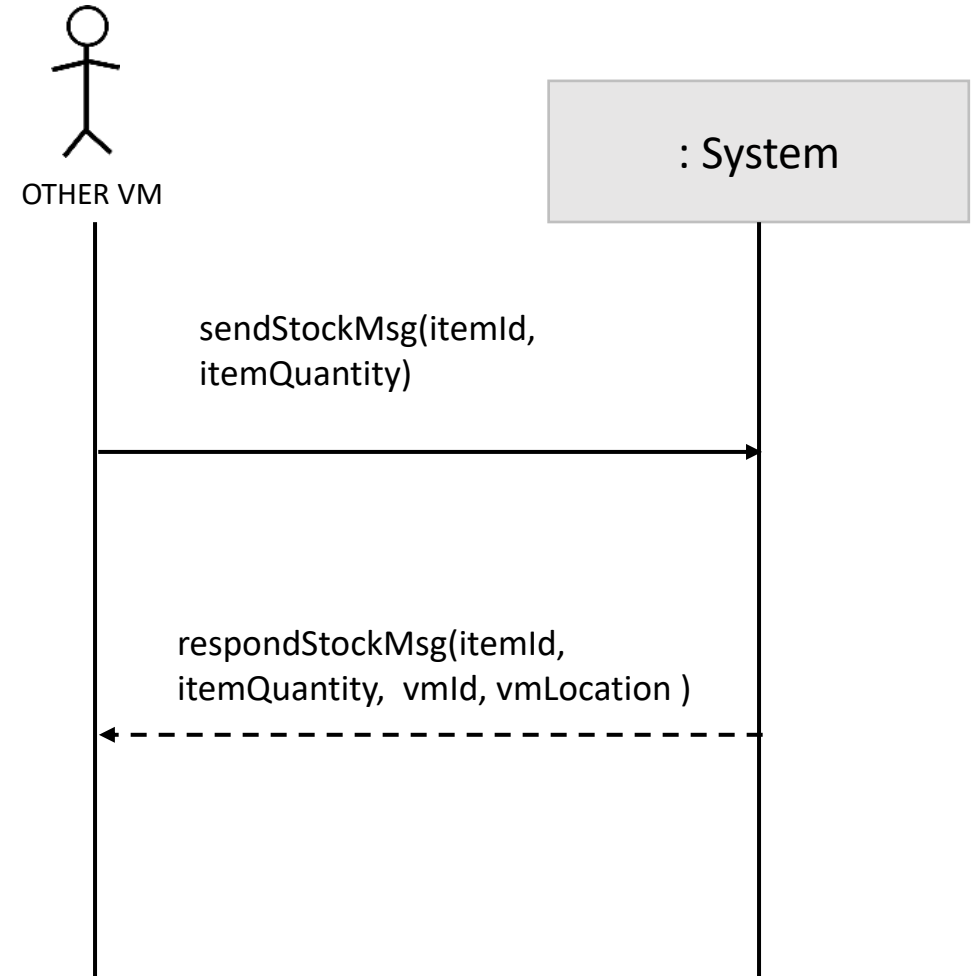 OTHER VM
: System
sendStockMsg(itemId,
itemQuantity)
respondStockMsg(itemId,
itemQuantity,  vmId, vmLocation )